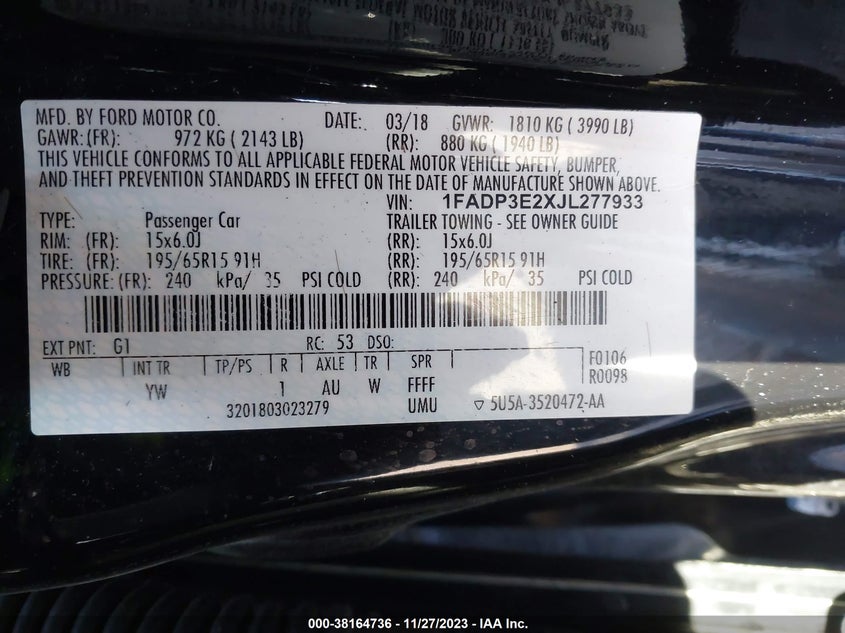 MFD. BY FORD MOTOR CO. DATE: 03/18 GVWR: 1810 KG ( 3990 LB)
GAWR: (FR): 972 KG ( 2143 LB) (RR): 880 KG ( 1940 LB)
THIS VEHICLE CONFORMS TO ALL APPLICABLE FEDERAL MOTOR VEHICLE SAFETY, BUMPER,
AND THEFT PREVENTION STANDARDS IN EFFECT ON THE DATE OF MANUFACTURE SHOWN ABOVE.
VIN: 1FADP3E2XJL277933
TYPE: Passenger Car TRAILER TOWING - SEE OWNER GUIDE
RIM: (FR): 15x6.0J (RR): 15x6.0J
TIRE: (FR): 195/65R15 91H (RR): 195/65R15 91H
PRESSURE: (FR): 240 kPa/ 35 PSI COLD (RR): 240 kPa/ 35 PSI COLD
EXT PNT: G1 RC: 53 DSO: F0106
WB INT TR TP/PS R AXLE TR SPR R0098
YW 1 AU W FFFF
3201803023279 UMU ▽ 5U5A-3520472-AA
000-38164736 - 11/27/2023 - IAA Inc.